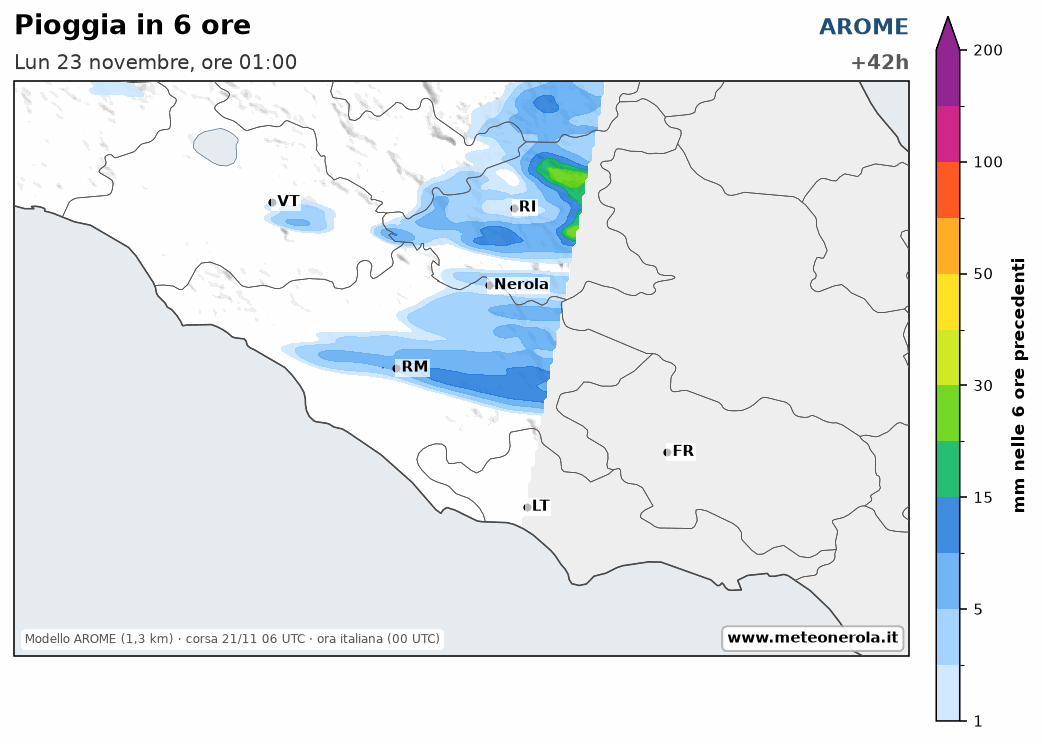 Pioggia in 6 ore
AROME
Lun 23 novembre, ore 01:00
+42h
VT
RI
Nerola
RM
FR
LT
200
100
50
30
15
5
1
mm nelle 6 ore precedenti
Modello AROME (1,3 km) · corsa 21/11 06 UTC · ora italiana (00 UTC)
www.meteonerola.it